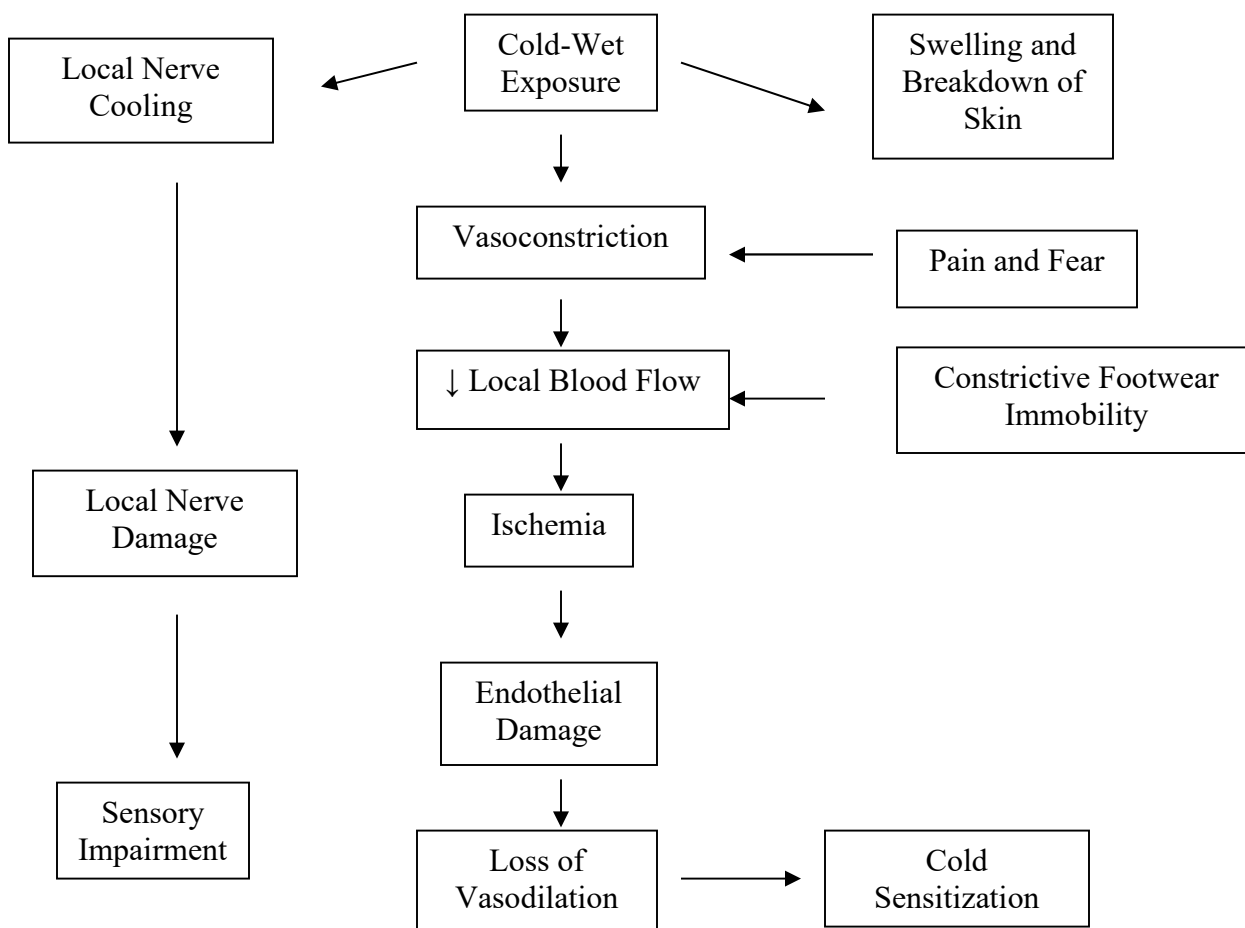 Local Nerve
Cooling
Cold-Wet
Exposure
Swelling and
Breakdown of
Skin
Vasoconstriction
Pain and Fear
↓ Local Blood Flow
Constrictive Footwear
Immobility
Local Nerve
Damage
Ischemia
Endothelial
Damage
Sensory
Impairment
Loss of
Vasodilation
Cold
Sensitization